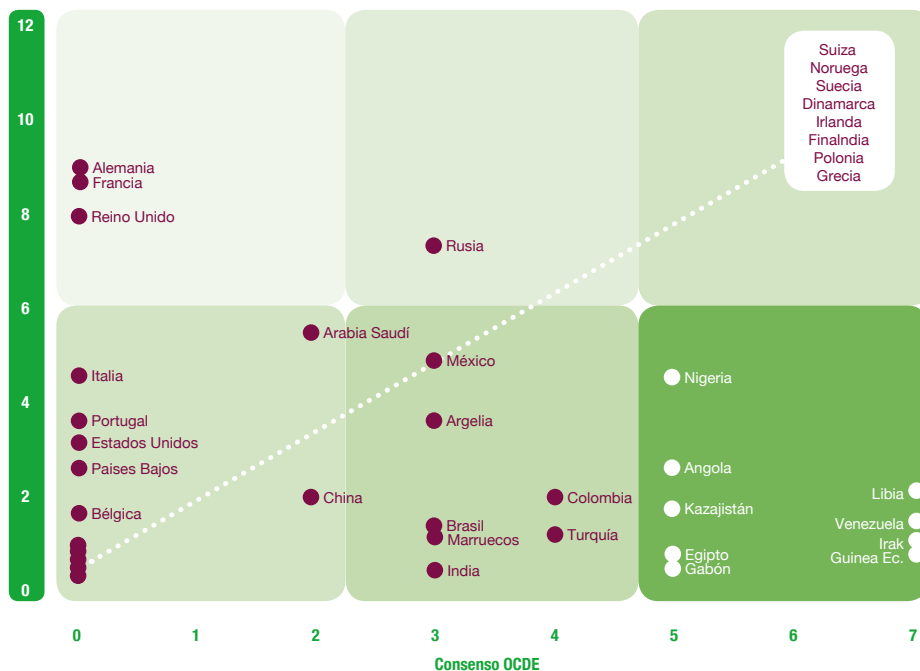 12
10
8
6
4
2
0
Suiza
Noruega
Suecia
Dinamarca
Irlanda
Finalndia
Polonia
Grecia
Alemania
Francia
Reino Unido
Rusia
Arabia Saudí
México
Italia
Nigeria
Portugal
Argelia
Estados Unidos
Paises Bajos
Angola
China
Colombia
Libia
Bélgica
Kazajistán
Brasil
Marruecos
Turquía
Venezuela
Irak
India
Egipto
Gabón
Guinea Ec.
0 1 2 3 4 5 6 7
Consenso OCDE